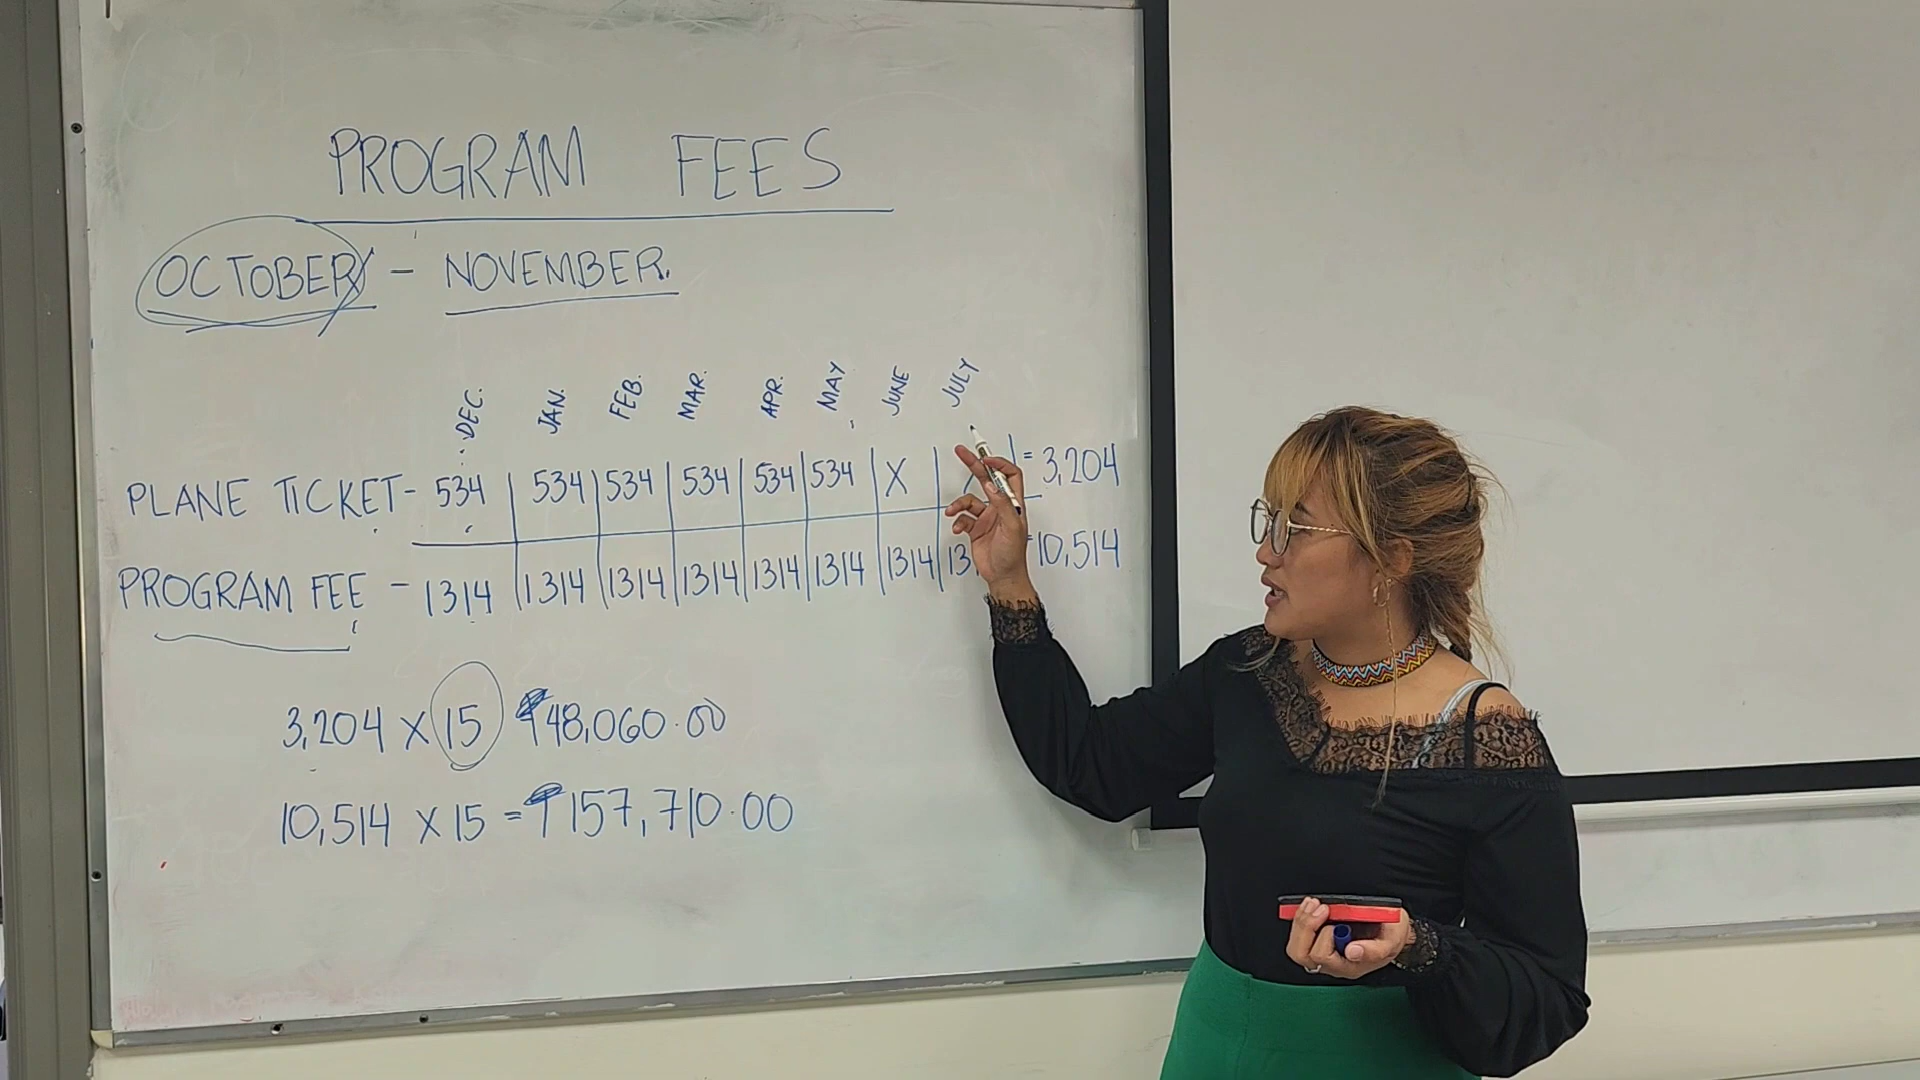 PROGRAM FEES
OCTOBER - NOVEMBER.
DEC. JAN. FEB. MAR. APR. MAY JUNE JULY
PLANE TICKET - 534 | 534 | 534 | 534 | 534 | 534 | X | | = 3,204
PROGRAM FEE - 1314 | 1314 | 1314 | 1314 | 1314 | 1314 | 1314 | 13 = 10,514
3,204 x 15 ₱48,060.00
10,514 x 15 = ₱157,710.00